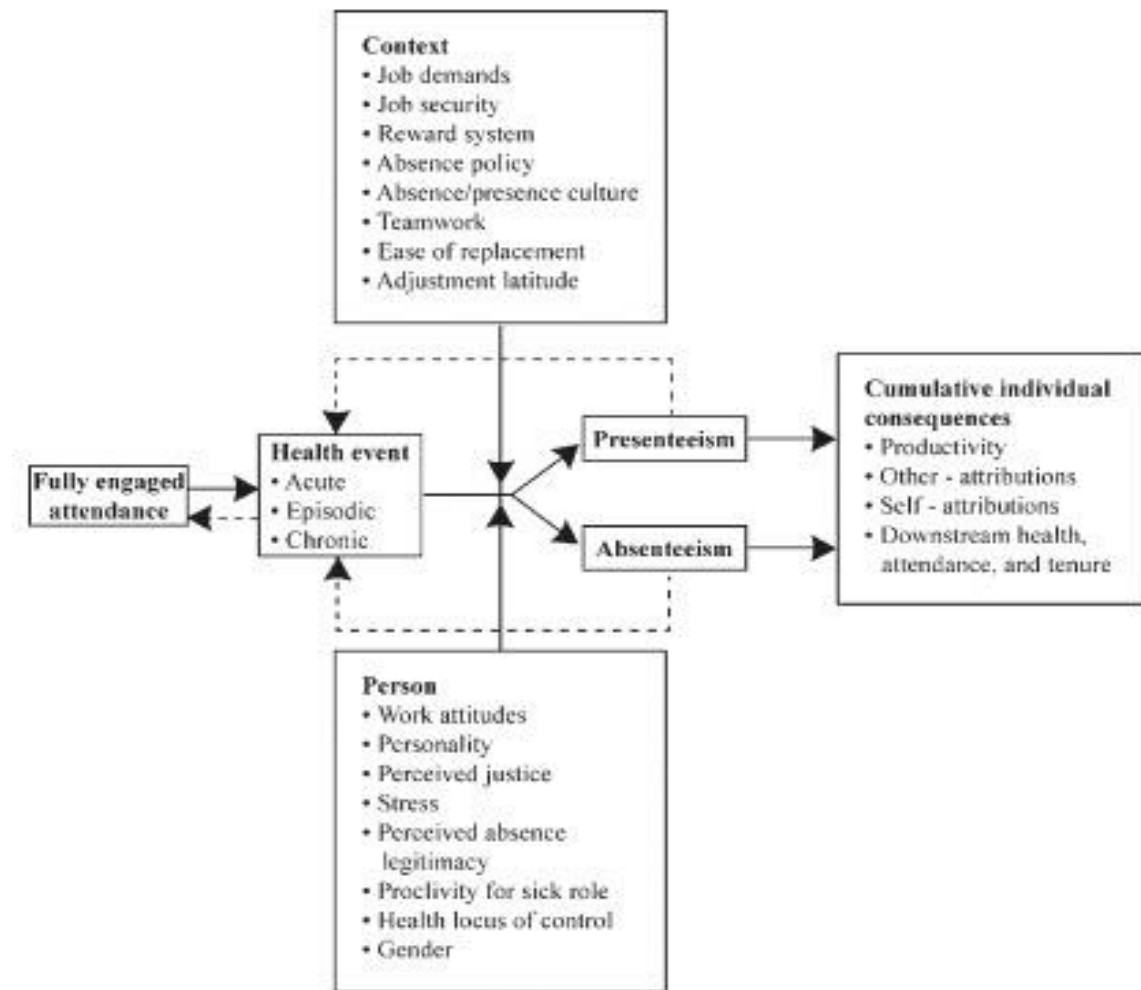 Context
• Job demands
• Job security
• Reward system
• Absence policy
• Absence/presence culture
• Teamwork
• Ease of replacement
• Adjustment latitude
Fully engaged
attendance
Health event
• Acute
• Episodic
• Chronic
Presenteeism
Absenteeism
Cumulative individual
consequences
• Productivity
• Other - attributions
• Self - attributions
• Downstream health,
attendance, and tenure
Person
• Work attitudes
• Personality
• Perceived justice
• Stress
• Perceived absence
legitimacy
• Proclivity for sick role
• Health locus of control
• Gender